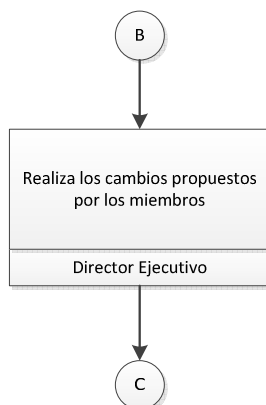 B
Realiza los cambios propuestos
por los miembros
Director Ejecutivo
C